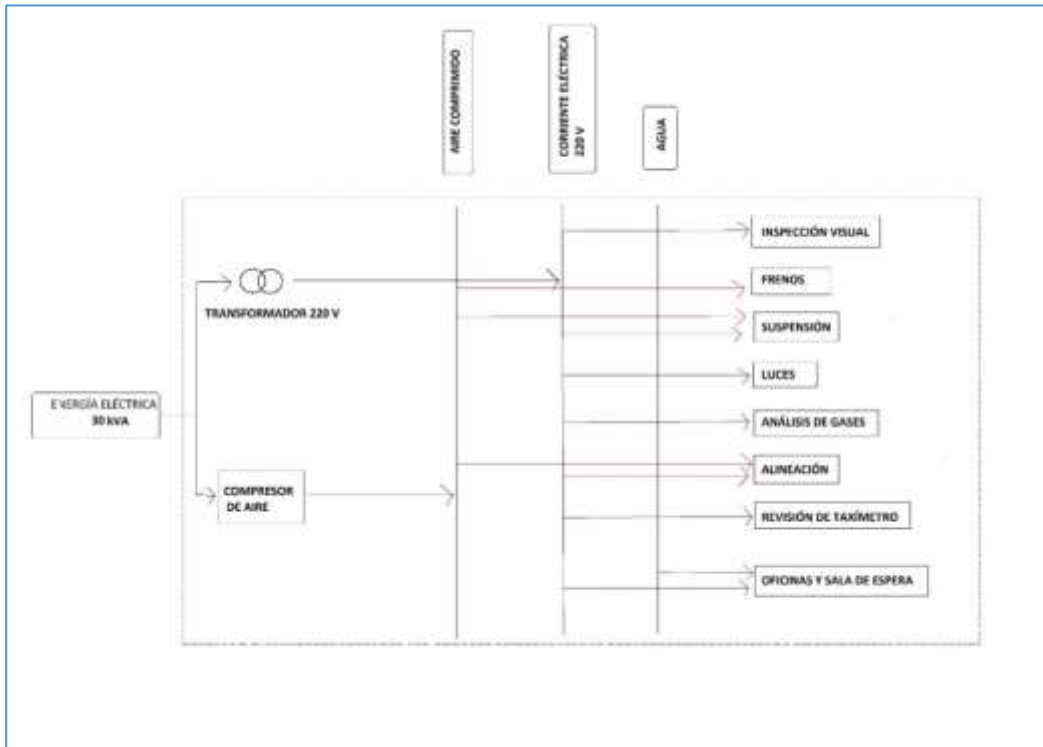 AIRE COMPRIMIDO
CORRIENTE ELÉCTRICA
220 V
AGUA
INSPECCIÓN VISUAL
FRENOS
TRANSFORMADOR 220 V
SUSPENSIÓN
LUCES
ENERGÍA ELÉCTRICA
30 kVA
ANÁLISIS DE GASES
ALINEACIÓN
COMPRESOR
DE AIRE
REVISIÓN DE TAXÍMETRO
OFICINAS Y SALA DE ESPERA